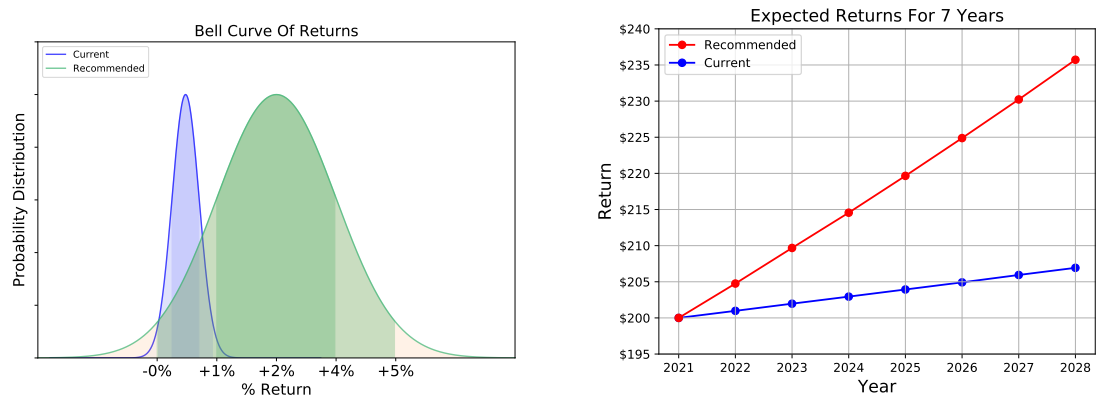 Bell Curve Of Returns
Current
Recommended
Probability Distribution
-0% +1% +2% +4% +5%
% Return
Expected Returns For 7 Years
Recommended
Current
$240
$235
$230
$225
$220
$215
$210
$205
$200
$195
Return
2021 2022 2023 2024 2025 2026 2027 2028
Year